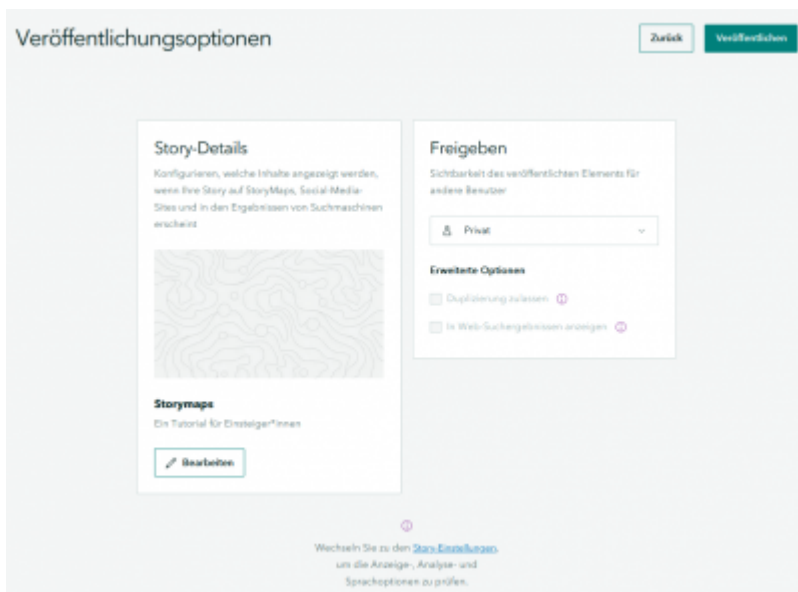 Veröffentlichungsoptionen
Zurück
Veröffentlichen
Story-Details
Konfigurieren, welche Inhalte angezeigt werden,
wenn Ihre Story auf StoryMaps, Social-Media-
Sites und in den Ergebnissen von Suchmaschinen
erscheint
Storymaps
Ein Tutorial für Einsteiger*innen
Bearbeiten
Freigeben
Sichtbarkeit des veröffentlichten Elements für
andere Benutzer
Privat
Erweiterte Optionen
Duplizierung zulassen
In Web-Suchergebnissen anzeigen
Wechseln Sie zu den Story-Einstellungen,
um die Anzeige-, Analyse- und
Sprachoptionen zu prüfen.